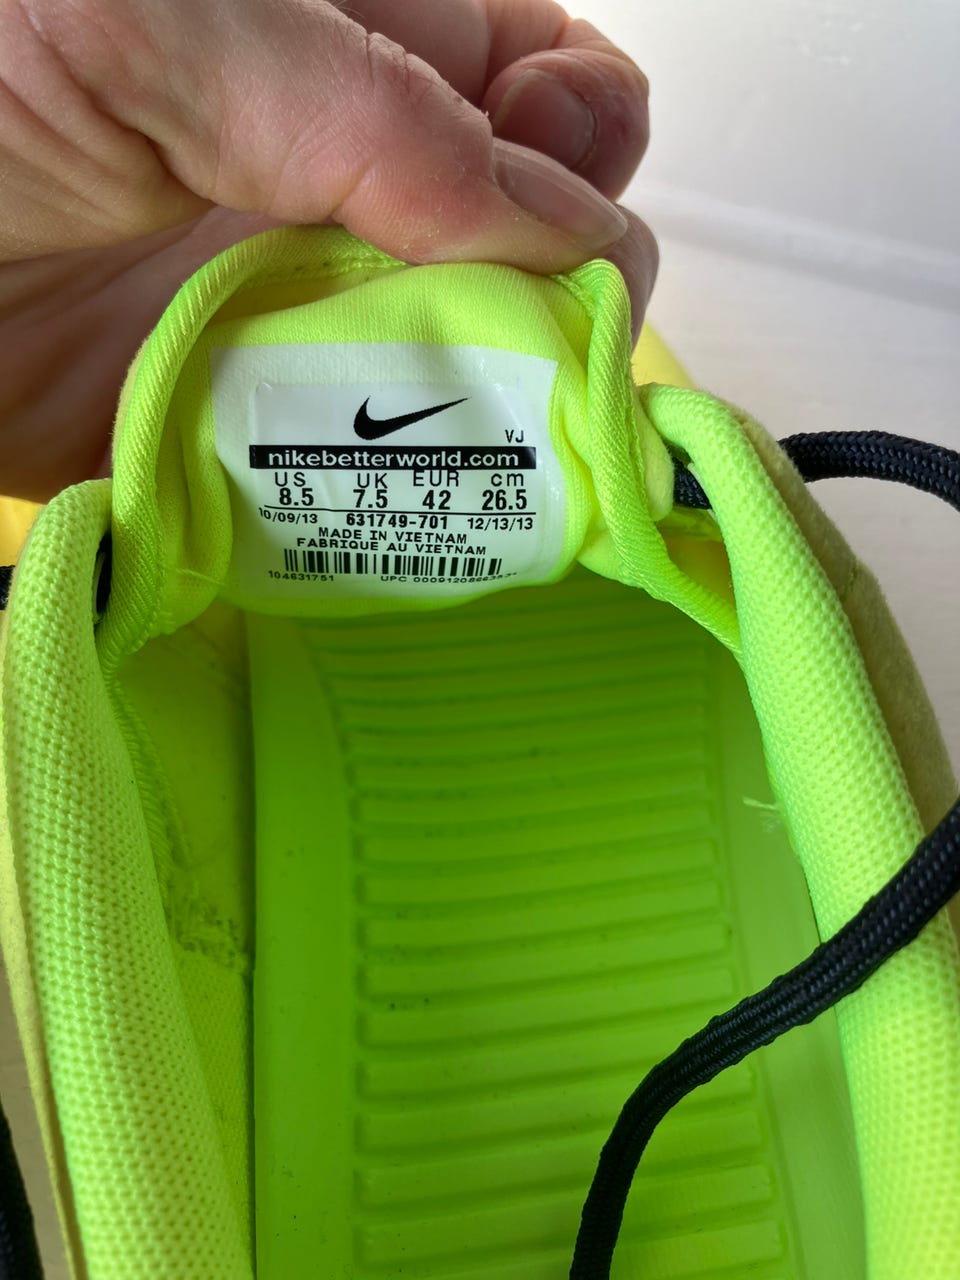 VJ
nikebetterworld.com
US UK EUR cm
8.5 7.5 42 26.5
10/09/13 631749-701 12/13/13
MADE IN VIETNAM
FABRIQUE AU VIETNAM
104631751 UPC